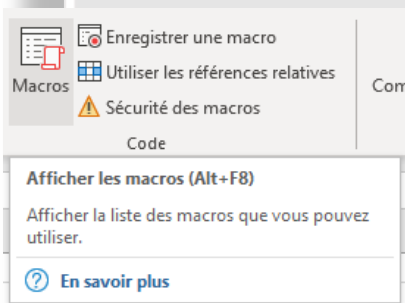 Enregistrer une macro
Utiliser les références relatives
Macros
Sécurité des macros
Com
Code
Afficher les macros (Alt+F8)
Afficher la liste des macros que vous pouvez
utiliser.
En savoir plus